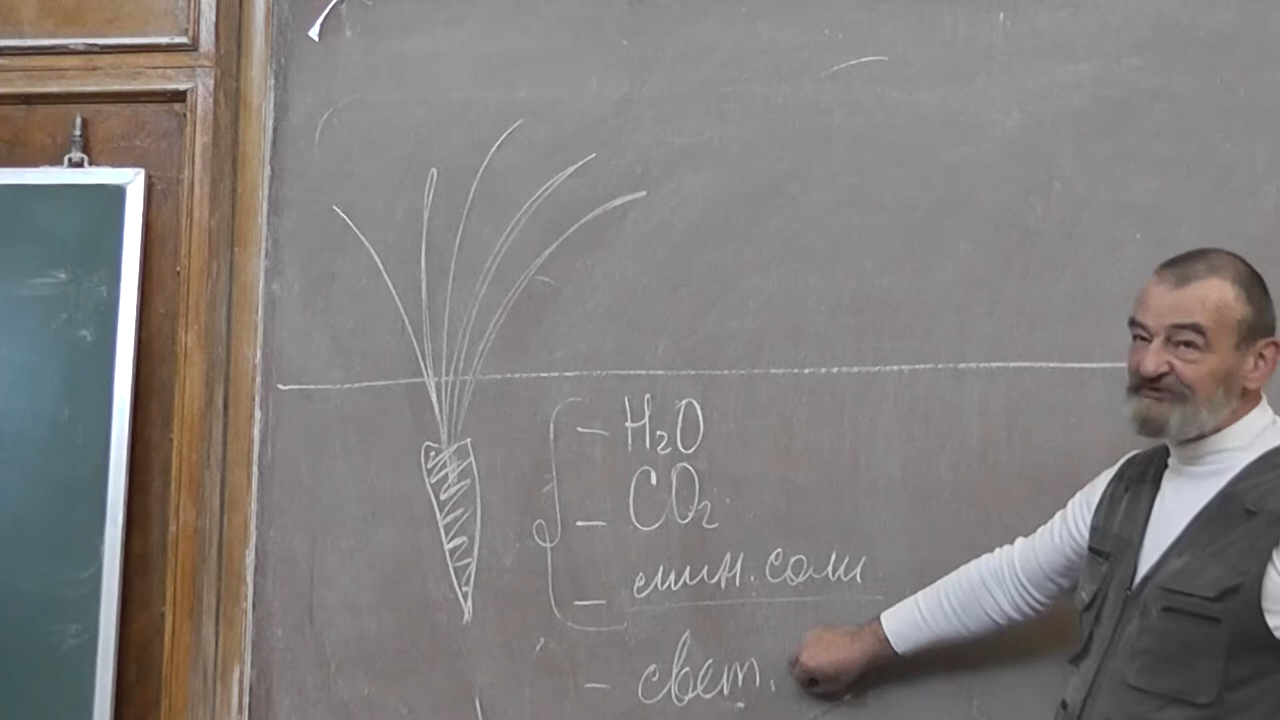 – H₂O
– CO₂
– мин. соли
– свет.